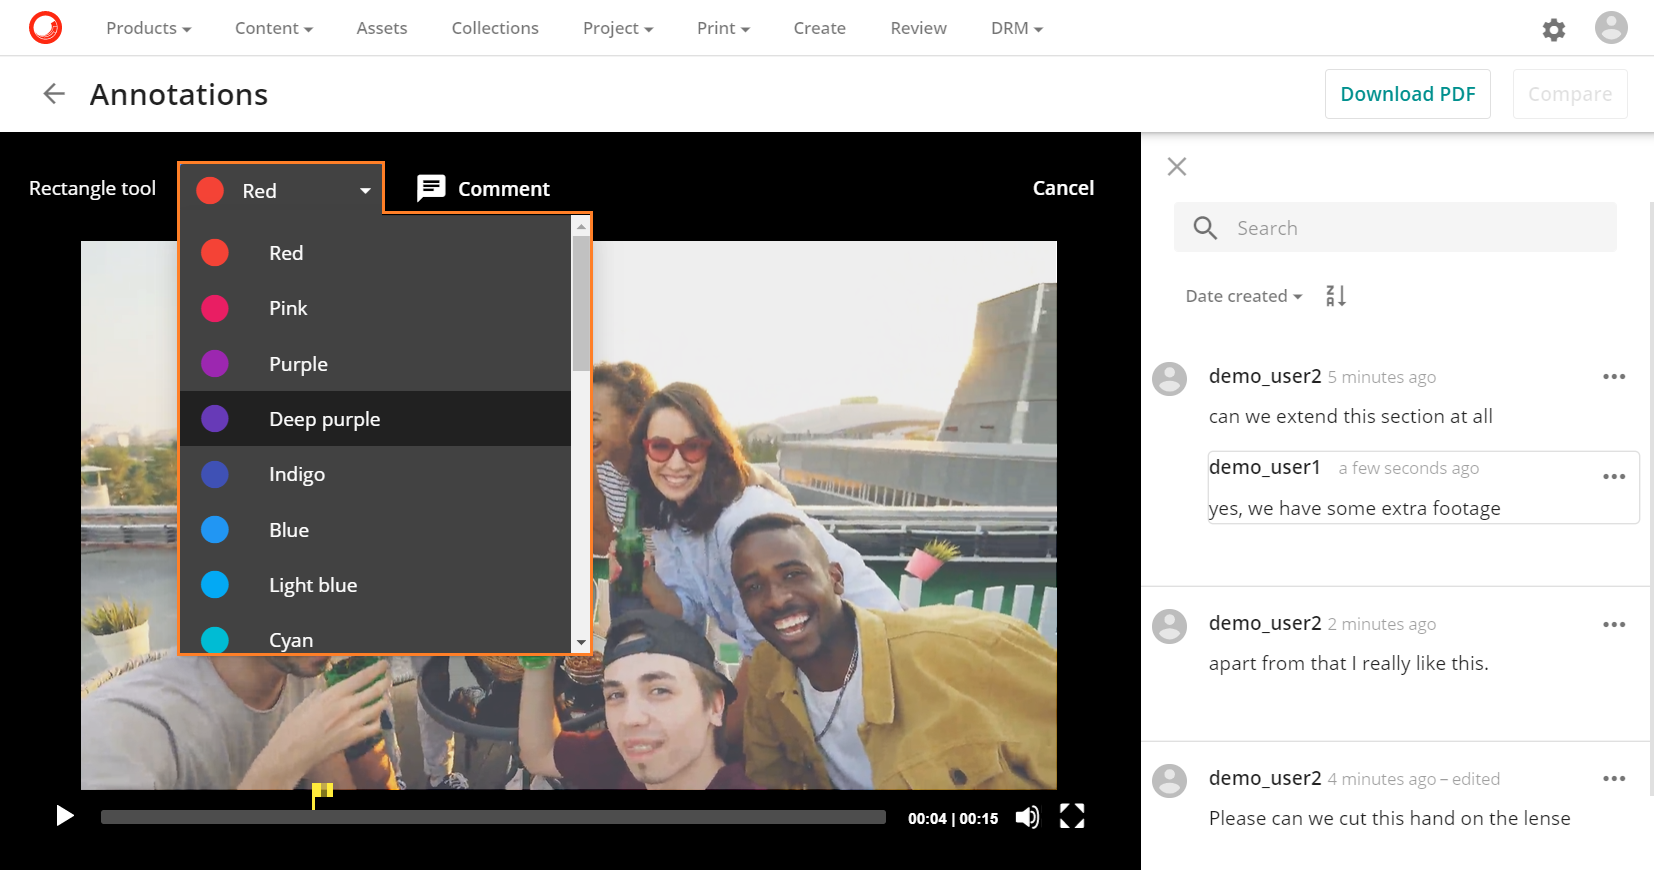 Products Content Assets Collections Project Print Create Review DRM
Annotations
Download PDF
Compare
Rectangle tool
Red
Comment
Cancel
Red
Pink
Purple
Deep purple
Indigo
Blue
Light blue
Cyan
00:04 | 00:15
Search
Date created
Z
A
demo_user2 5 minutes ago
can we extend this section at all
demo_user1 a few seconds ago
yes, we have some extra footage
demo_user2 2 minutes ago
apart from that I really like this.
demo_user2 4 minutes ago – edited
Please can we cut this hand on the lense